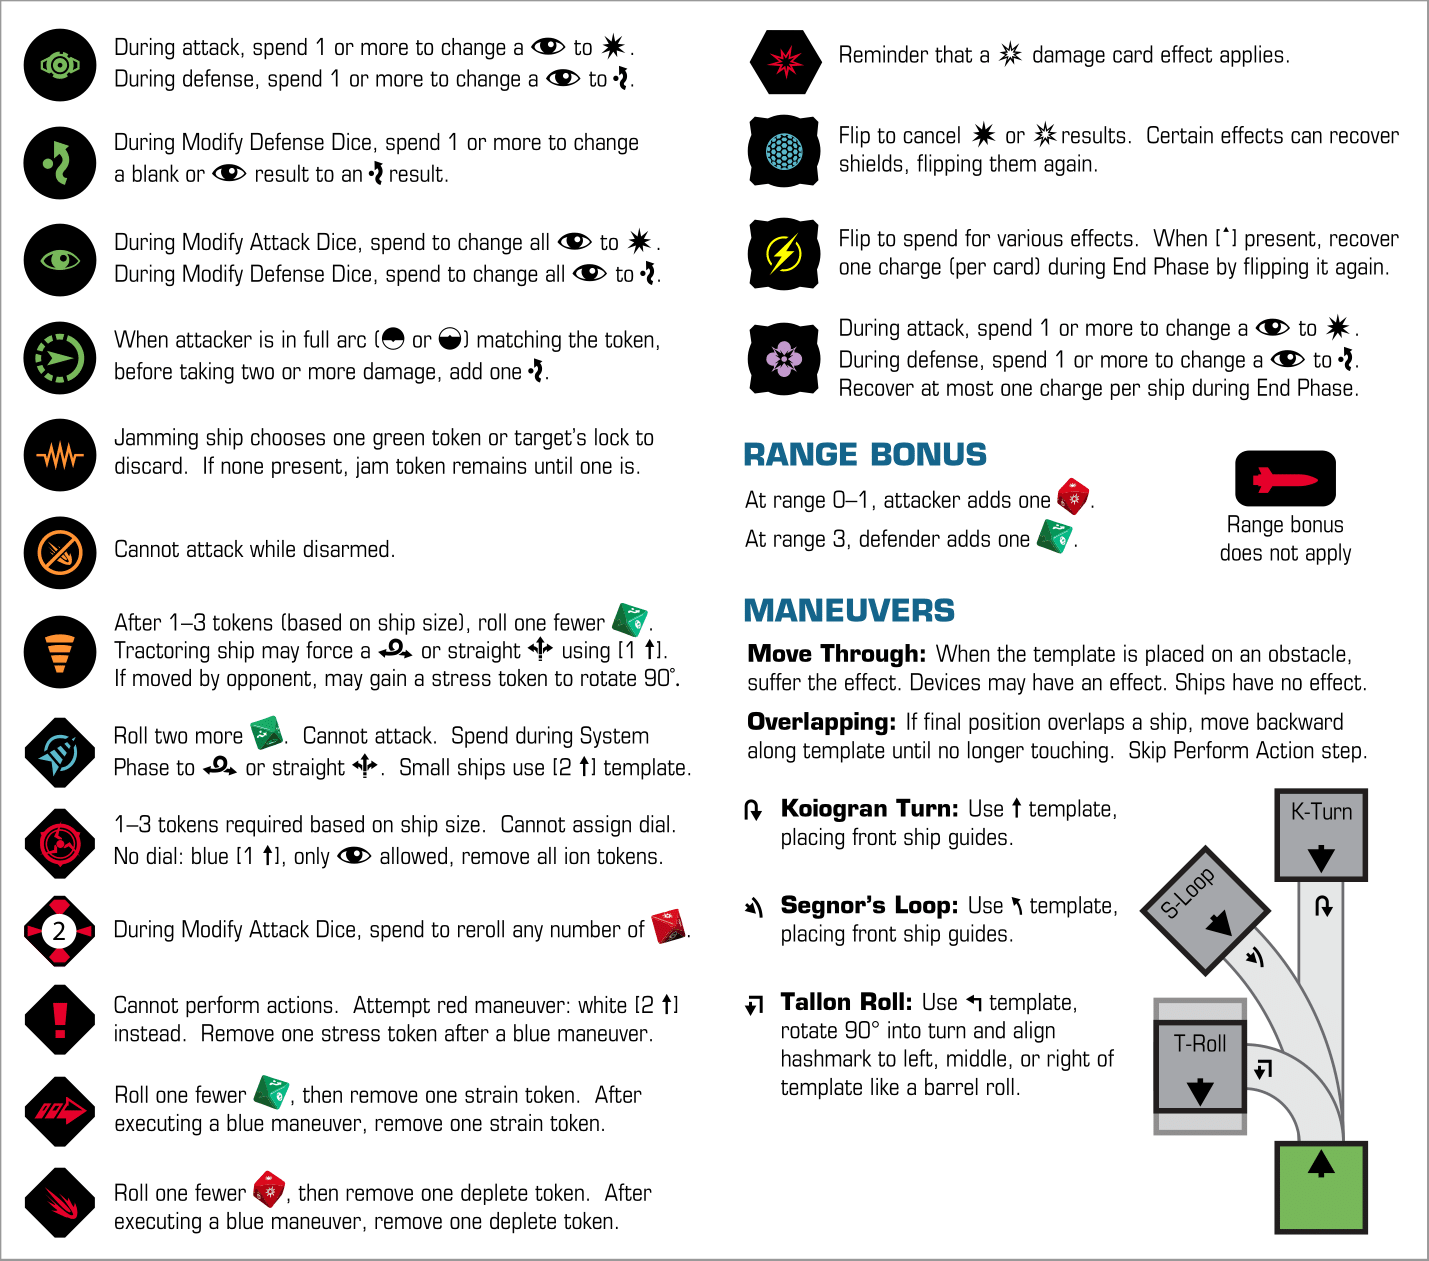 During attack, spend 1 or more to change a to .
During defense, spend 1 or more to change a to .
During Modify Defense Dice, spend 1 or more to change
a blank or result to an result.
During Modify Attack Dice, spend to change all to .
During Modify Defense Dice, spend to change all to .
When attacker is in full arc ( or ) matching the token,
before taking two or more damage, add one .
Jamming ship chooses one green token or target's lock to
discard. If none present, jam token remains until one is.
Cannot attack while disarmed.
After 1–3 tokens (based on ship size), roll one fewer .
Tractoring ship may force a or straight using [1 ].
If moved by opponent, may gain a stress token to rotate 90°.
Roll two more . Cannot attack. Spend during System
Phase to or straight . Small ships use [2 ] template.
1–3 tokens required based on ship size. Cannot assign dial.
No dial: blue [1 ], only allowed, remove all ion tokens.
2
During Modify Attack Dice, spend to reroll any number of .
!
Cannot perform actions. Attempt red maneuver: white [2 ]
instead. Remove one stress token after a blue maneuver.
Roll one fewer , then remove one strain token. After
executing a blue maneuver, remove one strain token.
Roll one fewer , then remove one deplete token. After
executing a blue maneuver, remove one deplete token.
Reminder that a damage card effect applies.
Flip to cancel or results. Certain effects can recover
shields, flipping them again.
Flip to spend for various effects. When [ ] present, recover
one charge (per card) during End Phase by flipping it again.
During attack, spend 1 or more to change a to .
During defense, spend 1 or more to change a to .
Recover at most one charge per ship during End Phase.
RANGE BONUS
At range 0–1, attacker adds one .
At range 3, defender adds one .
Range bonus
does not apply
MANEUVERS
Move Through: When the template is placed on an obstacle,
suffer the effect. Devices may have an effect. Ships have no effect.
Overlapping: If final position overlaps a ship, move backward
along template until no longer touching. Skip Perform Action step.
Koiogran Turn: Use template,
placing front ship guides.
Segnor's Loop: Use template,
placing front ship guides.
Tallon Roll: Use template,
rotate 90° into turn and align
hashmark to left, middle, or right of
template like a barrel roll.
K-Turn
S-Loop
T-Roll